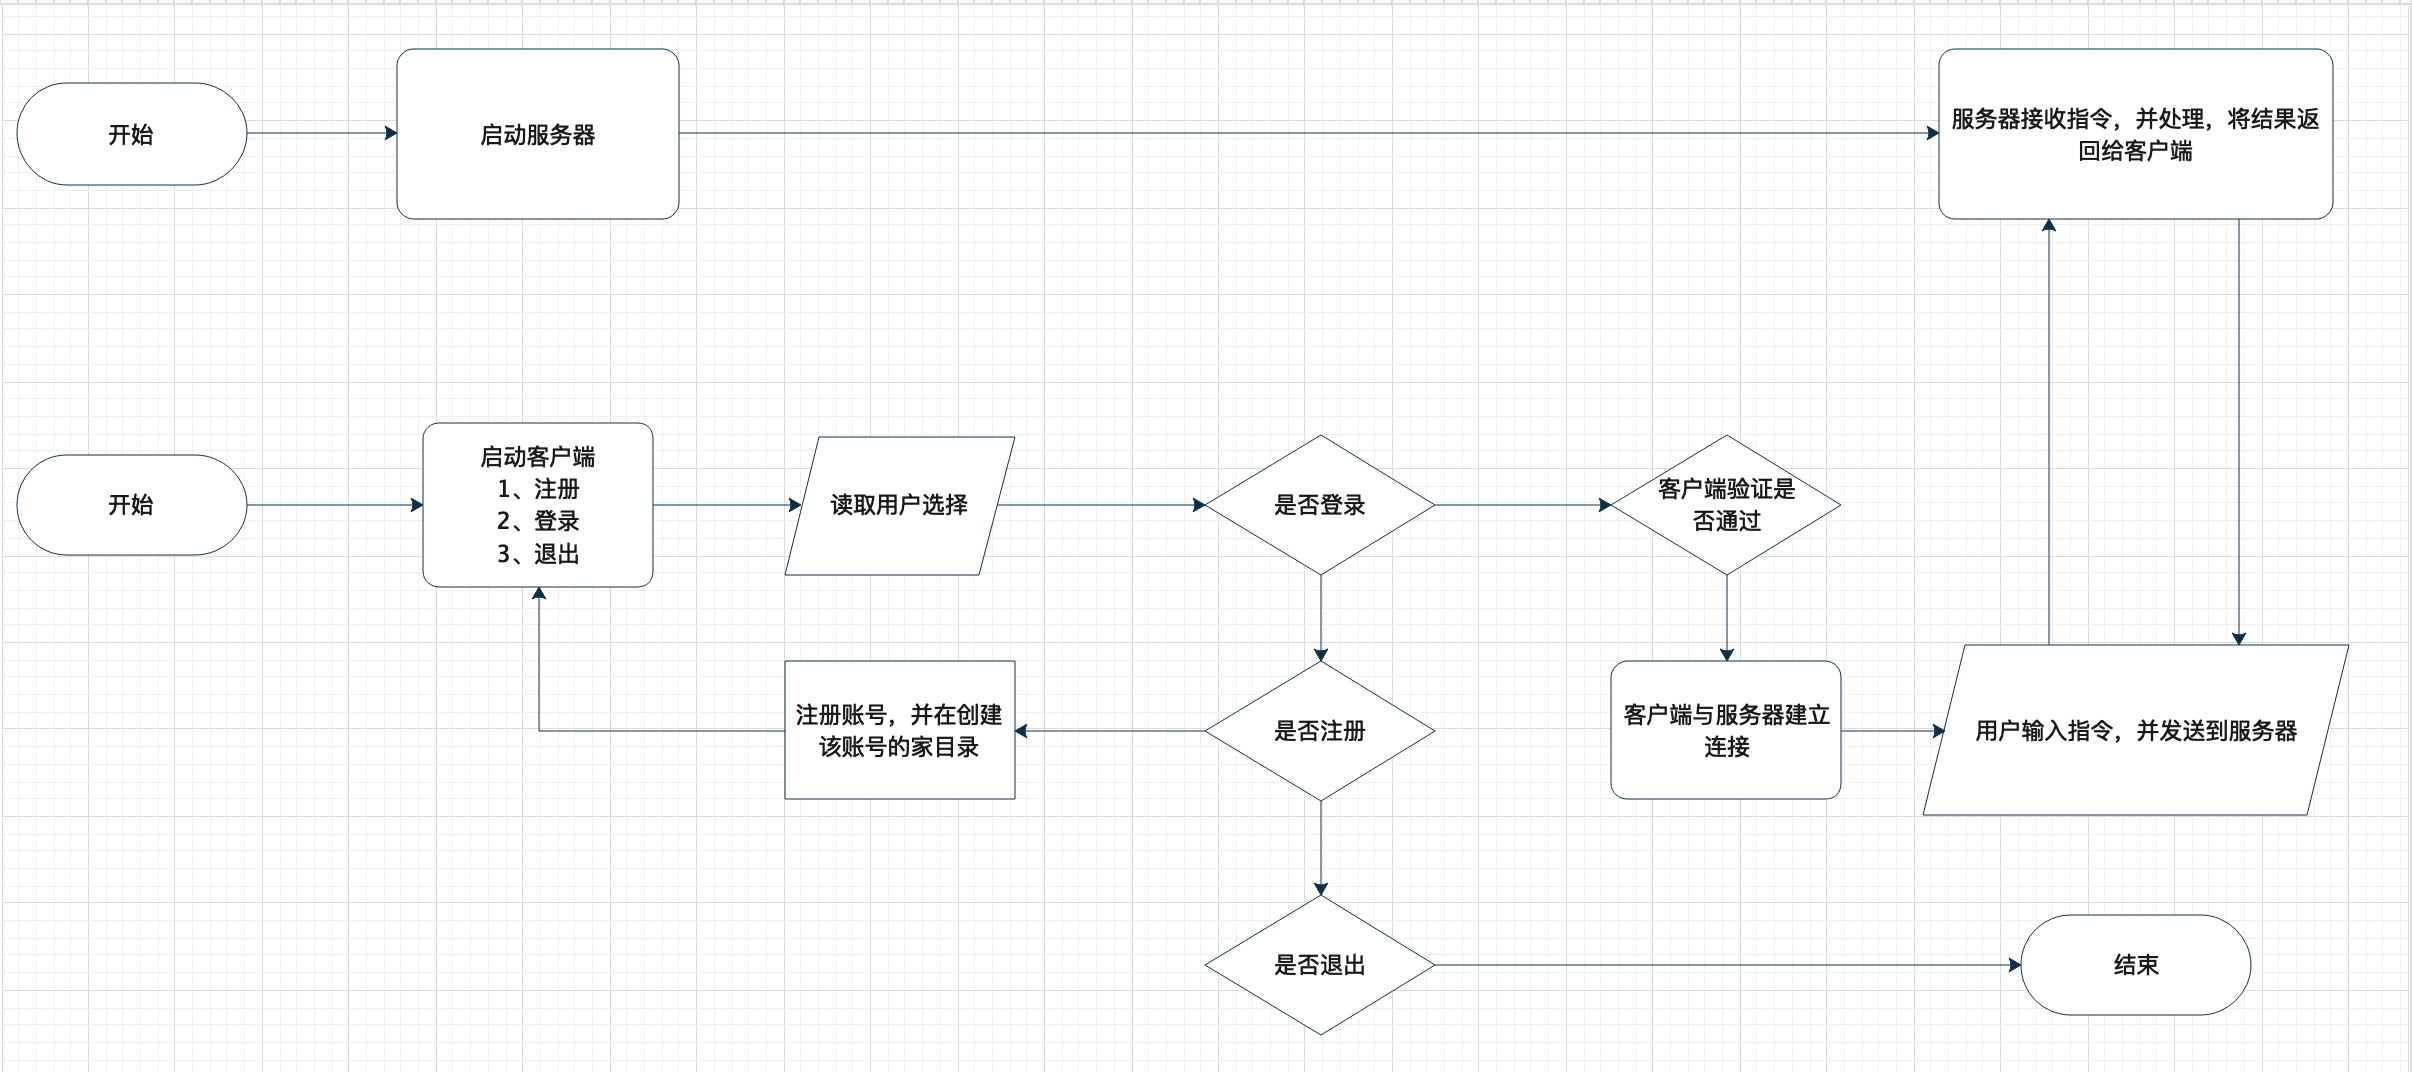 开始
启动服务器
服务器接收指令，并处理，将结果返
回给客户端
开始
启动客户端
1、注册
2、登录
3、退出
读取用户选择
是否登录
客户端验证是
否通过
注册账号，并在创建
该账号的家目录
是否注册
客户端与服务器建立
连接
用户输入指令，并发送到服务器
是否退出
结束